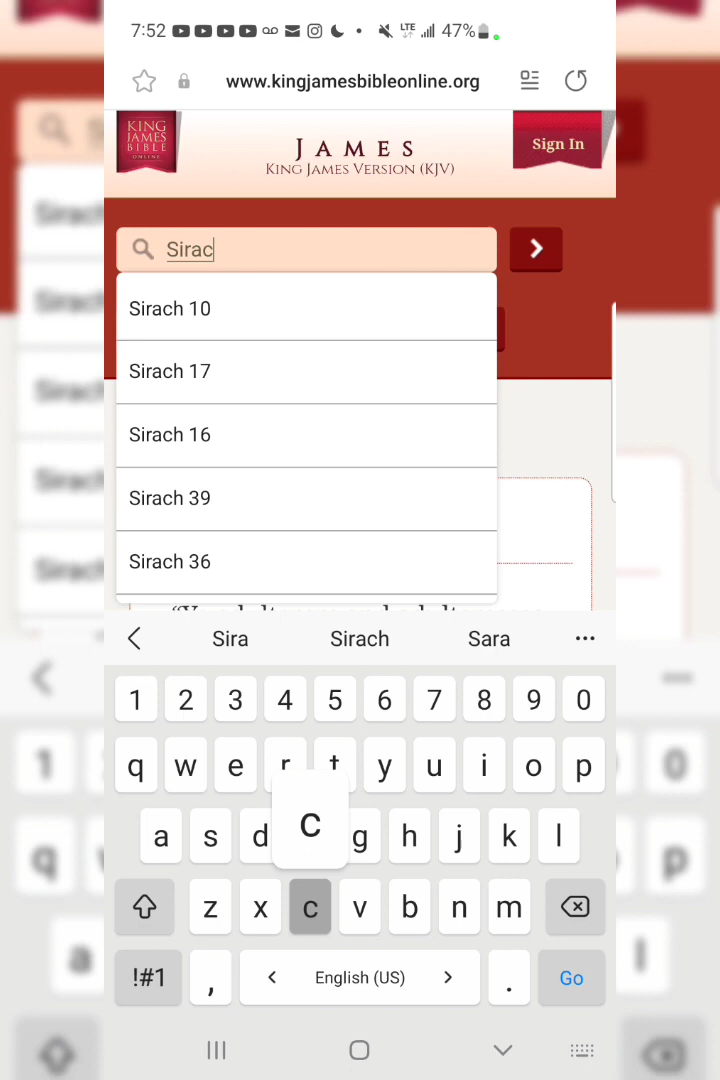 7:52 LTE 47%
www.kingjamesbibleonline.org
KING
JAMES
BIBLE
ONLINE
JAMES
KING JAMES VERSION (KJV)
Sign In
Sirac
Sirach 10
Sirach 17
Sirach 16
Sirach 39
Sirach 36
Sira Sirach Sara
1 2 3 4 5 6 7 8 9 0
q w e r t y u i o p
a s d c g h j k l
z x c v b n m
!#1 , English (US) . Go